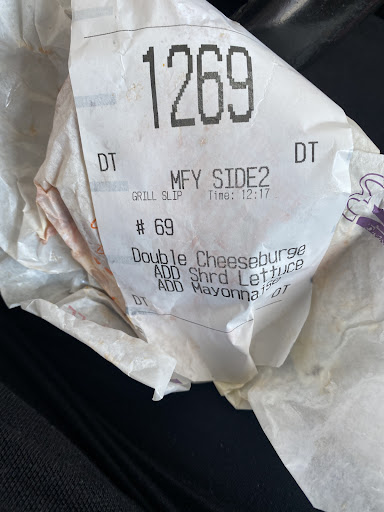 1269
DT DT
MFY SIDE2
GRILL SLIP Time: 12:17
# 69
Double Cheeseburge
ADD Shrd Lettuce
ADD Mayonnaise
DT DT